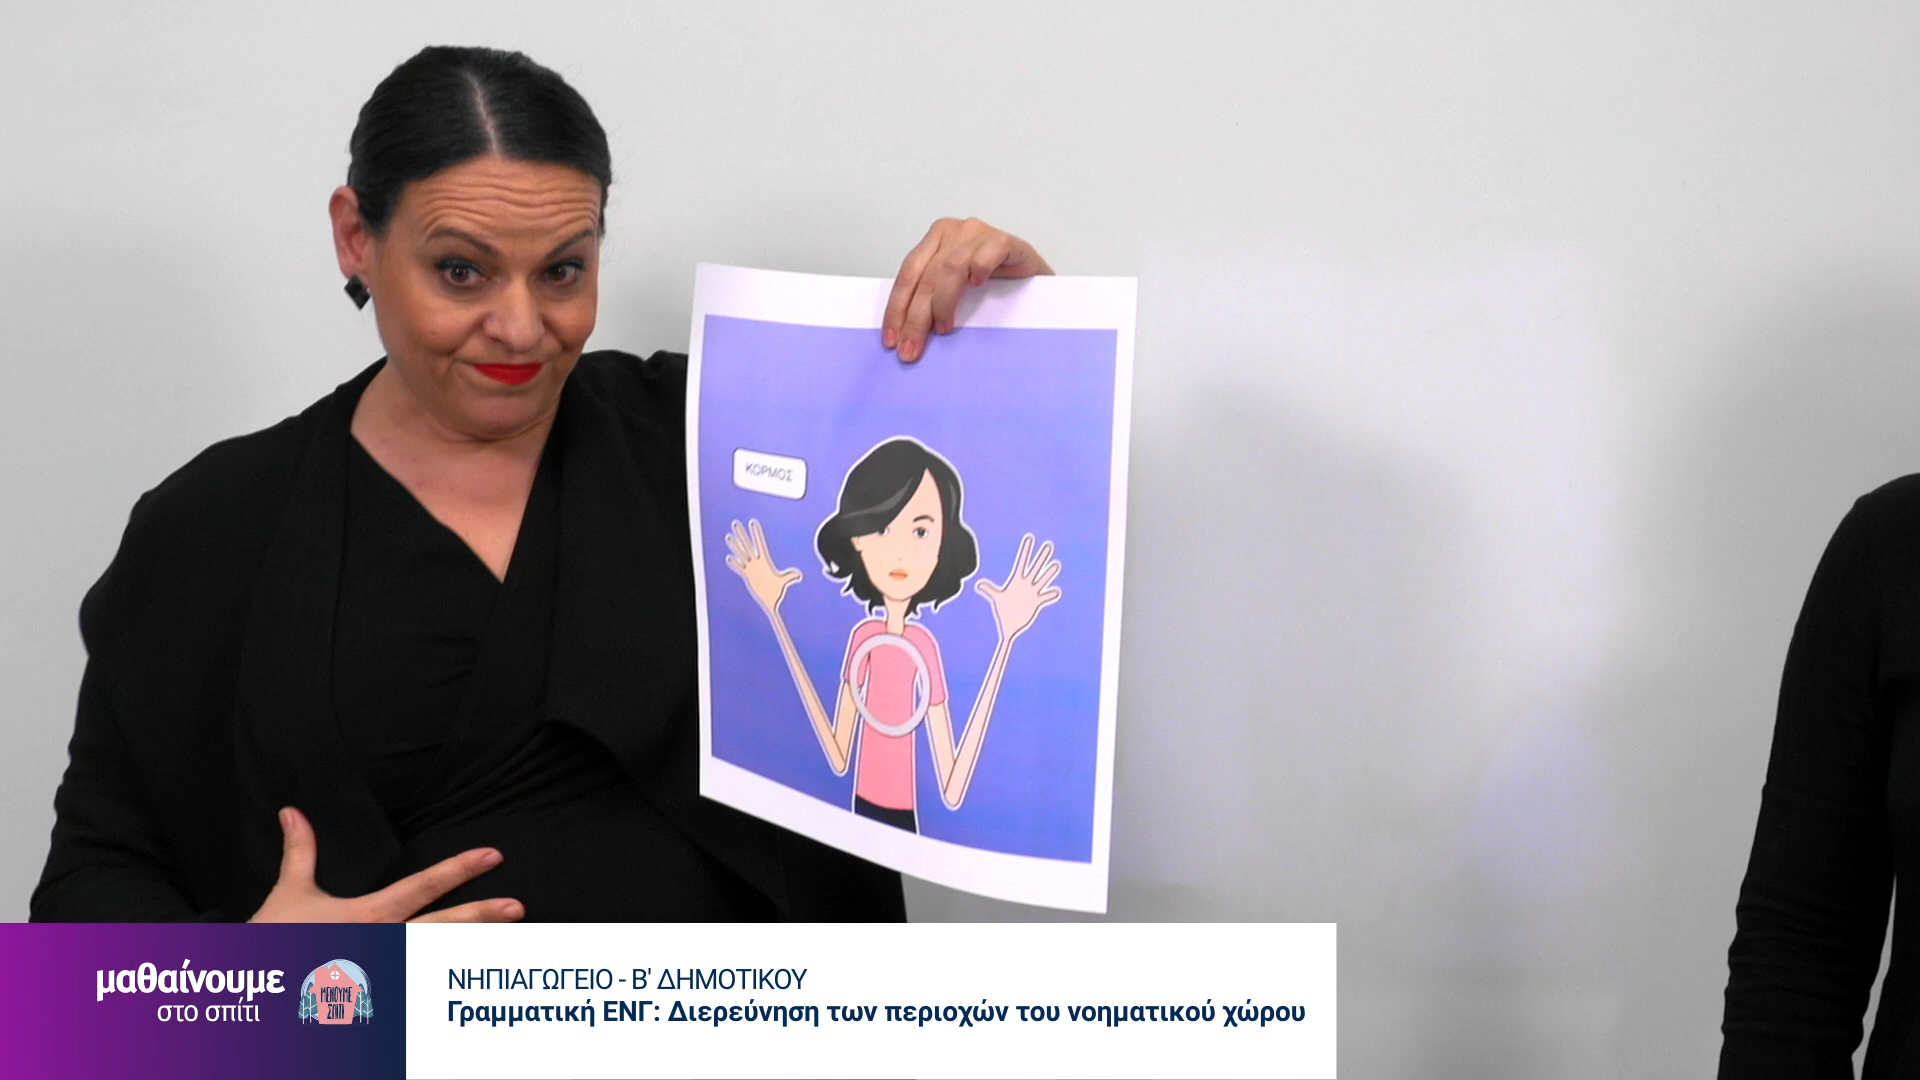 ΚΟΡΜΟΣ
μαθαίνουμε
στο σπίτι
ΜΕΝΟΥΜΕ
ΣΠΙΤΙ
ΝΗΠΙΑΓΩΓΕΙΟ - Β' ΔΗΜΟΤΙΚΟΥ
Γραμματική ΕΝΓ: Διερεύνηση των περιοχών του νοηματικού χώρου